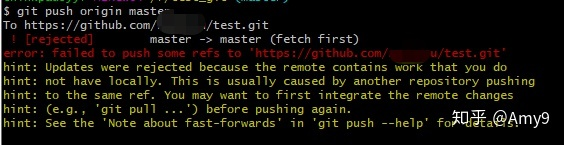 $ git push origin master
To https://github.com/ /test.git
! [rejected] master -> master (fetch first)
error: failed to push some refs to 'https://github.com/ u/test.git'
hint: Updates were rejected because the remote contains work that you do
hint: not have locally. This is usually caused by another repository pushing
hint: to the same ref. You may want to first integrate the remote changes
hint: (e.g., 'git pull ...') before pushing again.
hint: See the 'Note about fast-forwards' in 'git push --help' for details.
知乎 @Amy9